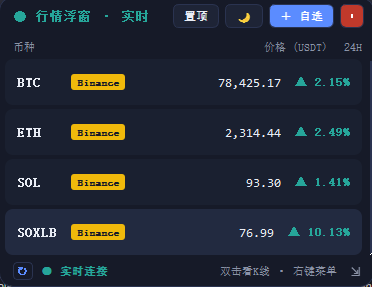 行情浮窗 · 实时 置顶 🌙 + 自选
币种 价格 (USDT) 24H
BTC Binance 78,425.17 ▲ 2.15%
ETH Binance 2,314.44 ▲ 2.49%
SOL Binance 93.30 ▲ 1.41%
SOXLB Binance 76.99 ▲ 10.13%
↻ 实时连接 双击看K线 · 右键菜单